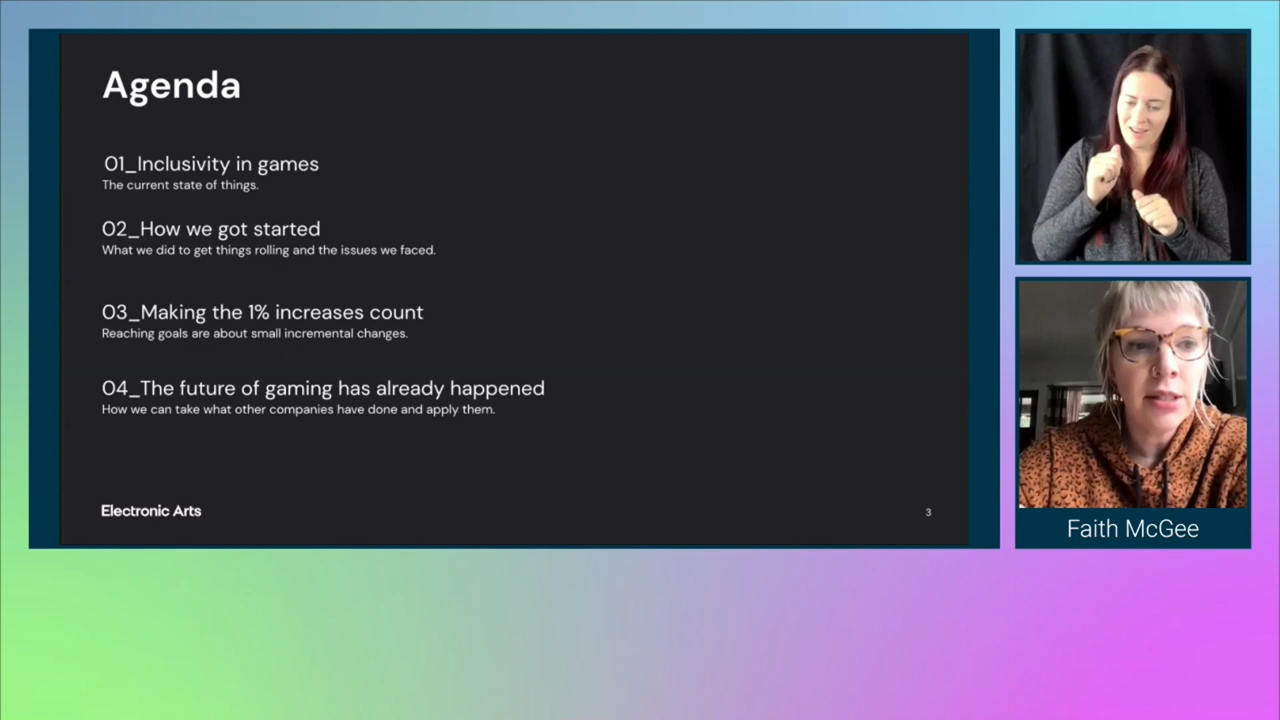 Agenda
01_Inclusivity in games
The current state of things.
02_How we got started
What we did to get things rolling and the issues we faced.
03_Making the 1% increases count
Reaching goals are about small incremental changes.
04_The future of gaming has already happened
How we can take what other companies have done and apply them.
Electronic Arts
3
Faith McGee